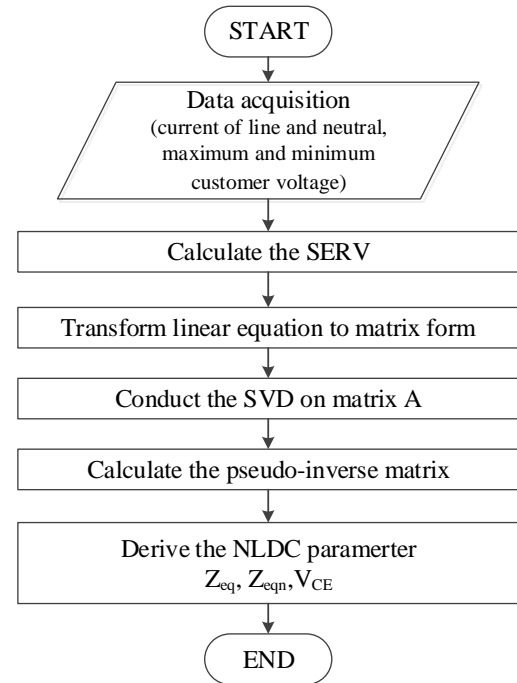 START
Data acquisition
(current of line and neutral,
maximum and minimum
customer voltage)
Calculate the SERV
Transform linear equation to matrix form
Conduct the SVD on matrix A
Calculate the pseudo-inverse matrix
Derive the NLDC paramerter
Zeq, Zeqn,VCE
END